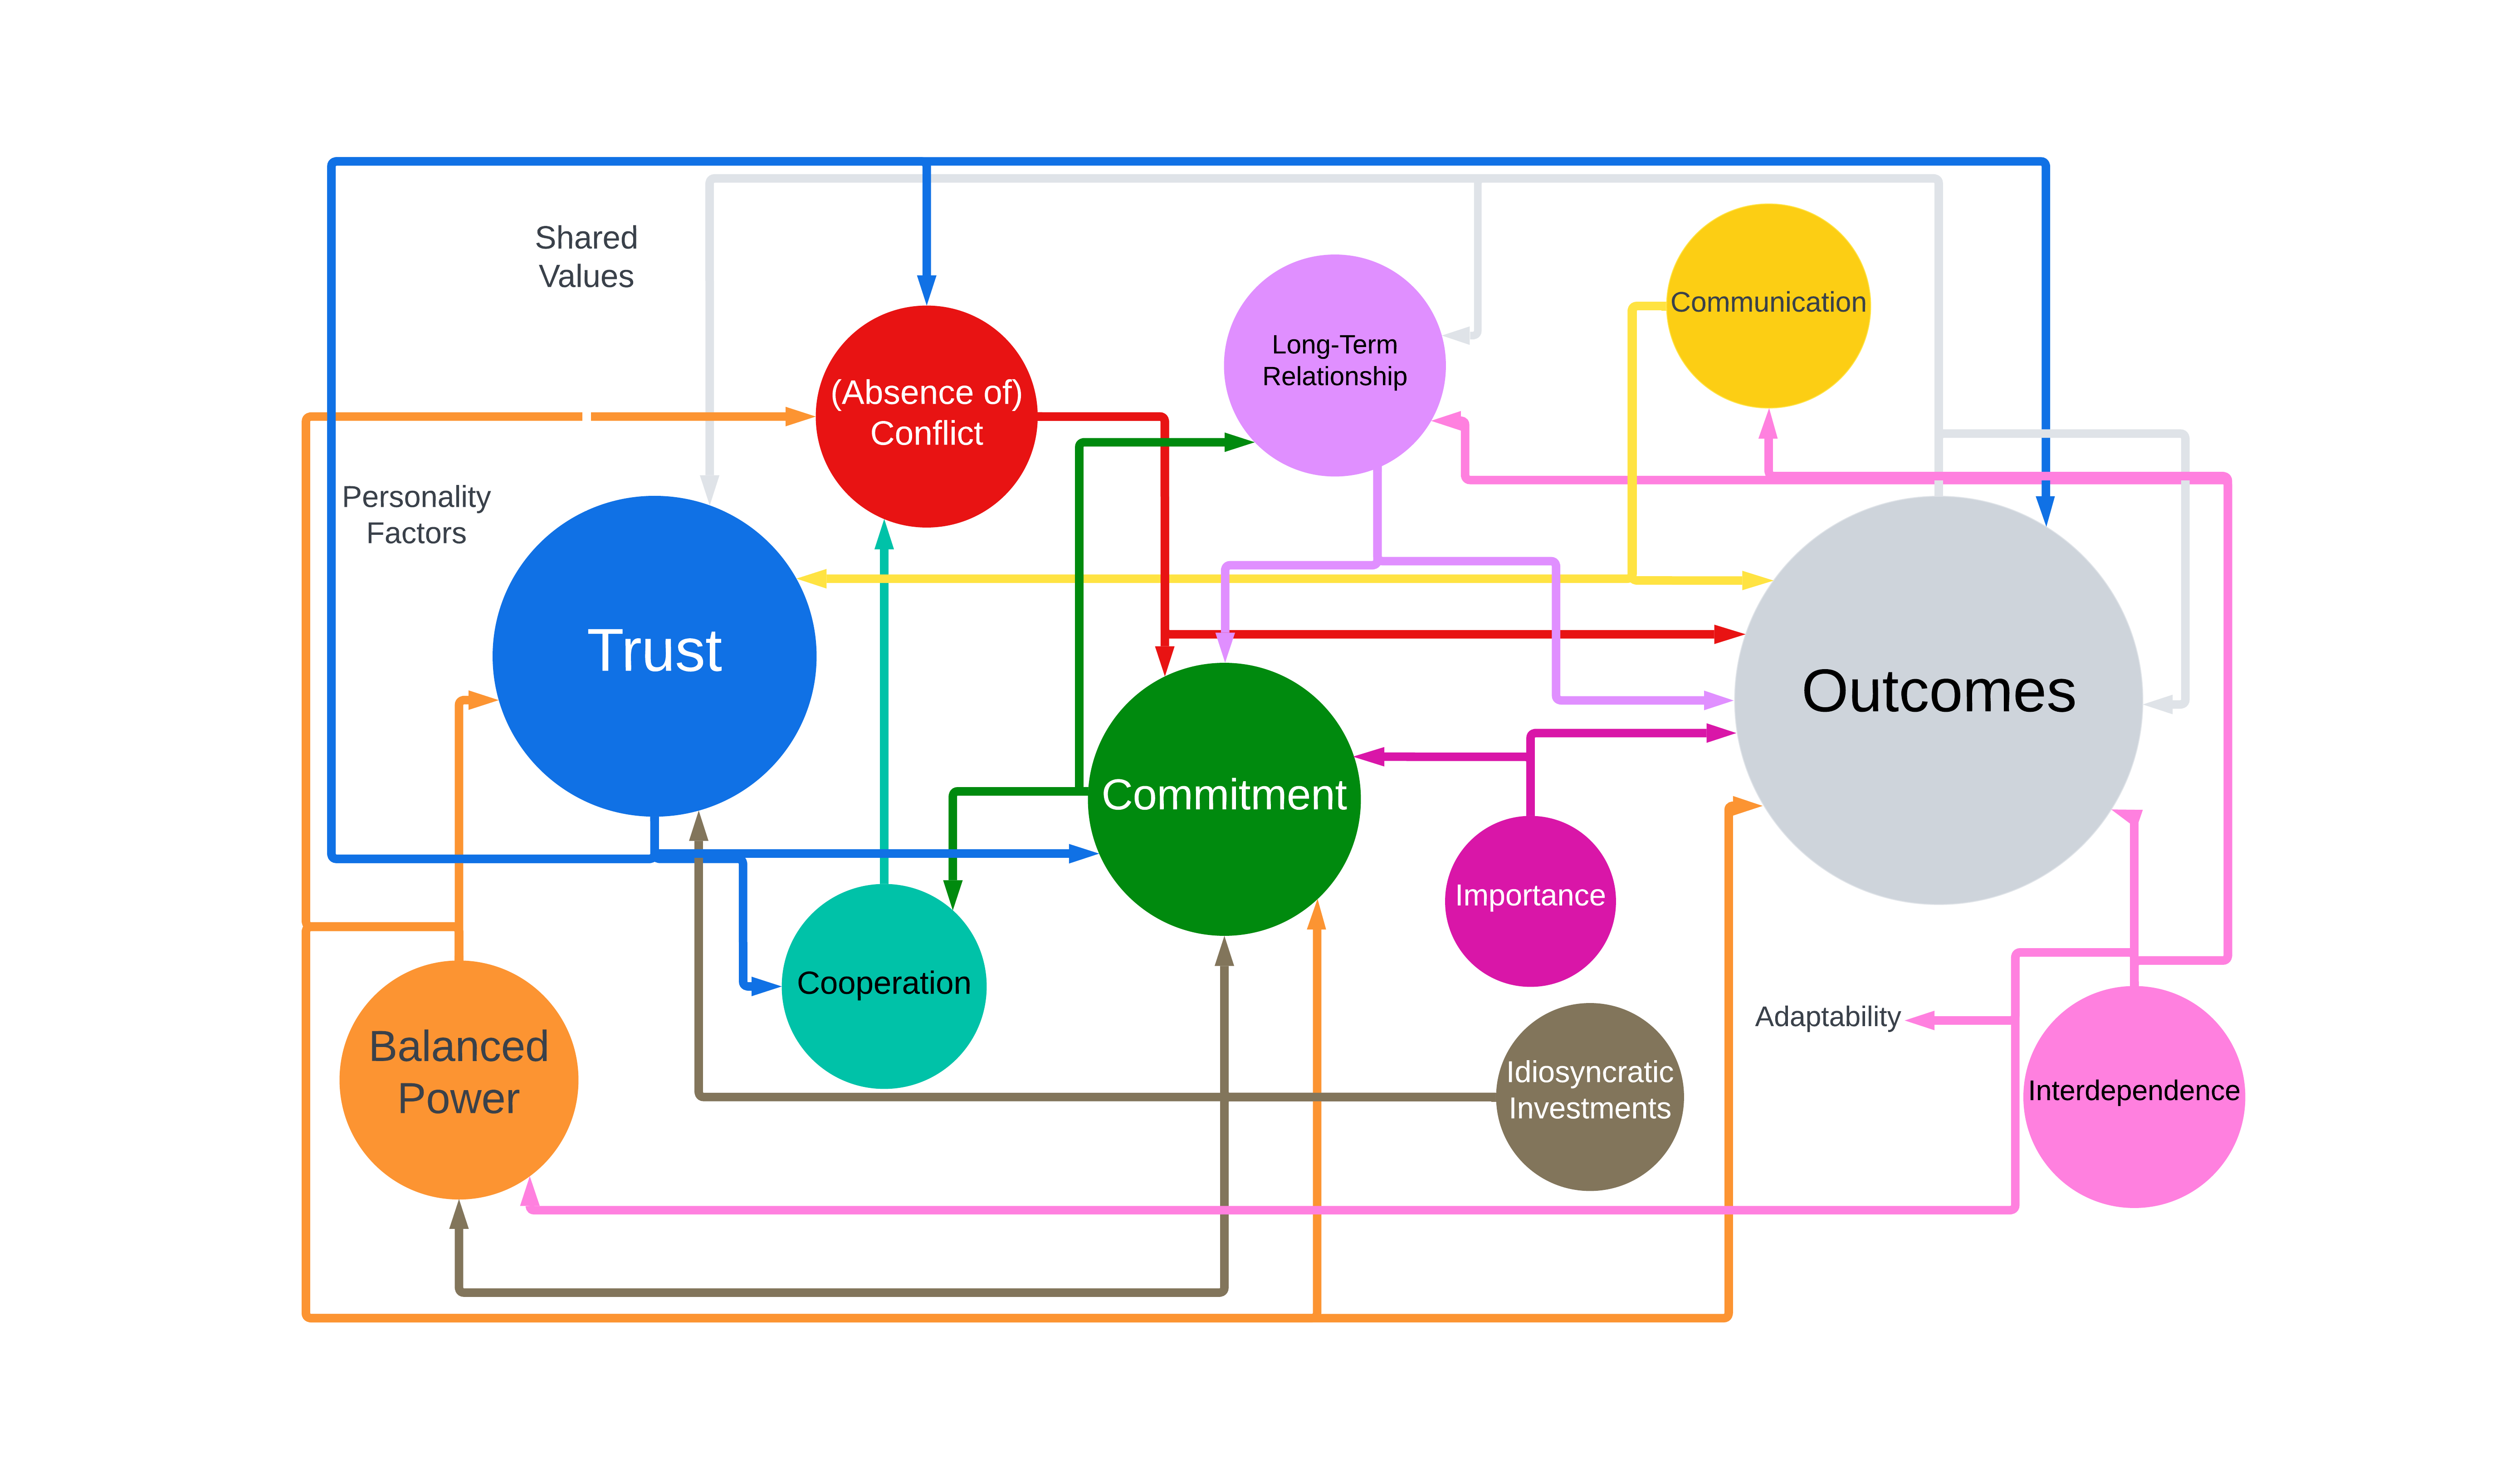 Shared
Values
Communication
Long-Term
Relationship
(Absence of)
Conflict
Personality
Factors
Trust
Outcomes
Commitment
Importance
Cooperation
Adaptability
Balanced
Power
Idiosyncratic
Investments
Interdependence